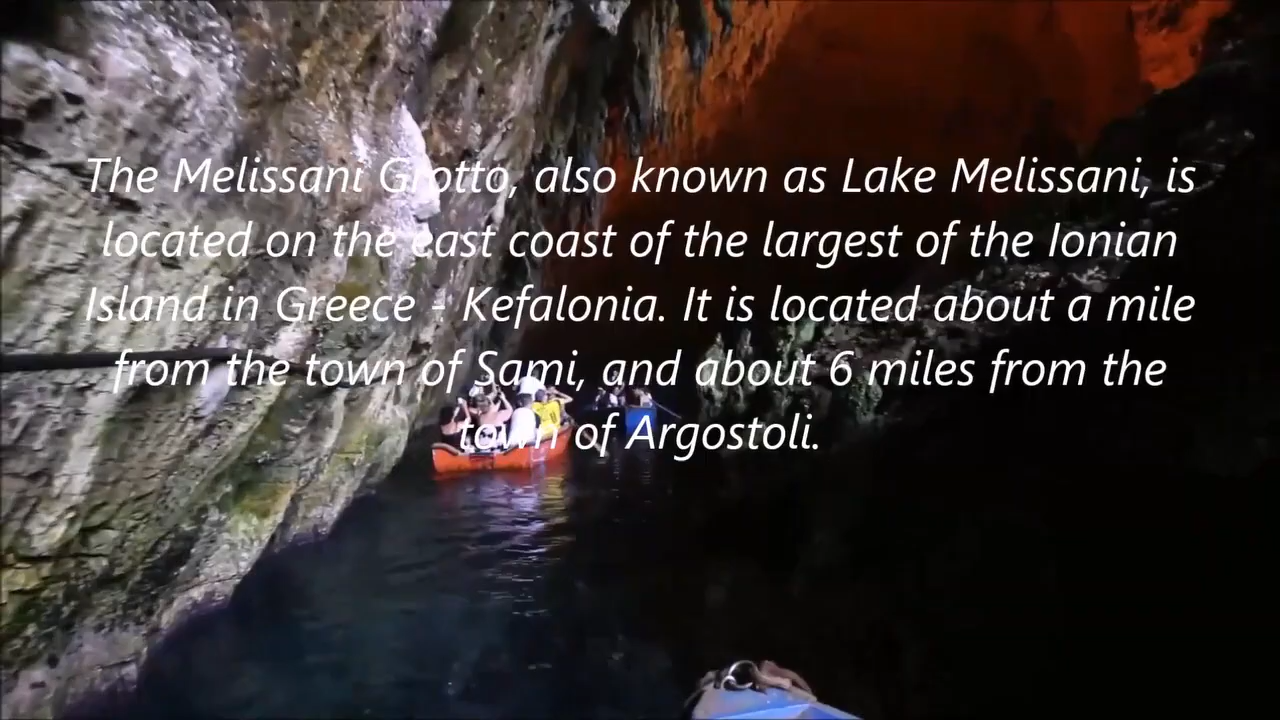 The Melissani Grotto, also known as Lake Melissani, is
located on the east coast of the largest of the Ionian
Island in Greece - Kefalonia. It is located about a mile
from the town of Sami, and about 6 miles from the
town of Argostoli.